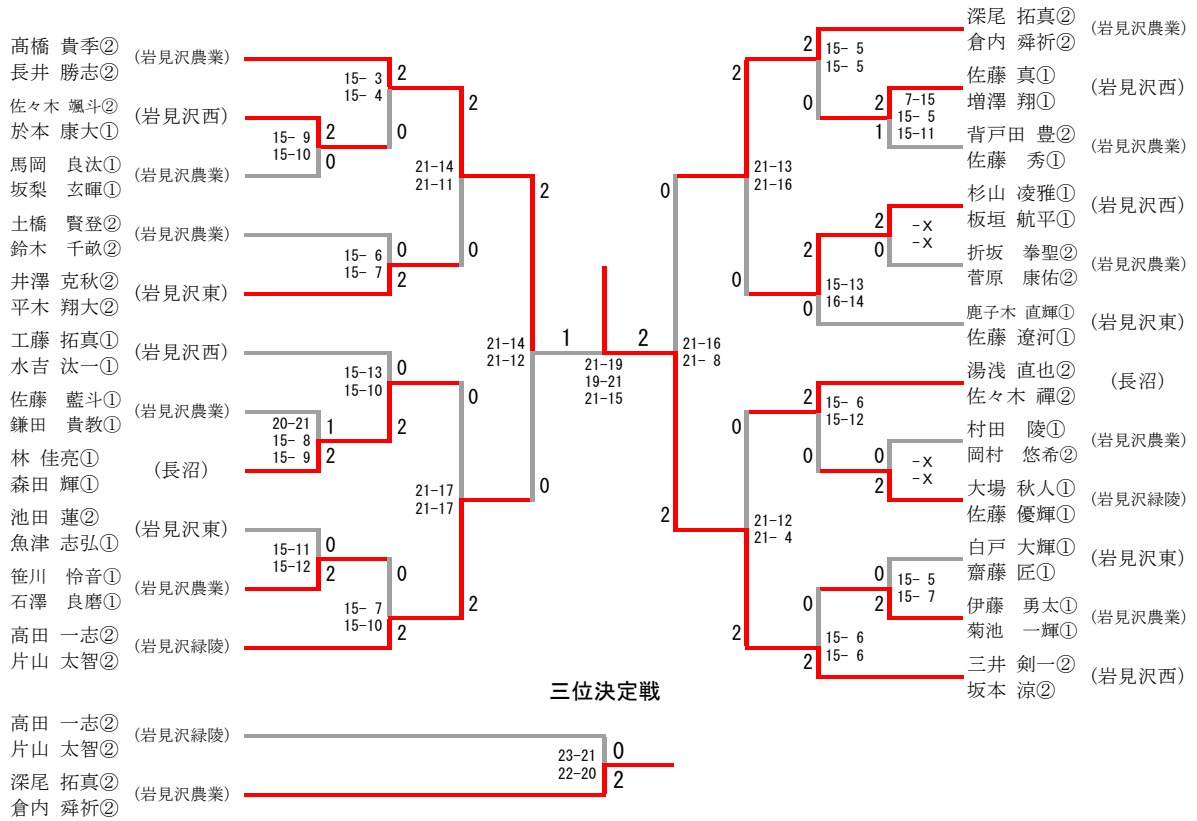 髙橋 貴季②
長井 勝志②
(岩見沢農業)
佐々木 颯斗②
於本 康大①
(岩見沢西)
馬岡 良汰①
坂梨 玄暉①
(岩見沢農業)
土橋 賢登②
鈴木 千畝②
(岩見沢農業)
井澤 克秋②
平木 翔大②
(岩見沢東)
工藤 拓真①
水吉 汰一①
(岩見沢西)
佐藤 藍斗①
鎌田 貴教①
(岩見沢農業)
林 佳亮①
森田 輝①
(長沼)
池田 蓮②
魚津 志弘①
(岩見沢東)
笹川 怜音①
石澤 良磨①
(岩見沢農業)
高田 一志②
片山 太智②
(岩見沢緑陵)
15- 9
15-10
2
0
15- 3
15- 4
2
0
15- 6
15- 7
0
2
21-14
21-11
2
0
20-21
15- 8
15- 9
1
2
15-13
15-10
0
2
15-11
15-12
0
2
15- 7
15-10
0
2
21-17
21-17
0
2
21-14
21-12
2
0
1
2
21-19
19-21
21-15
深尾 拓真②
倉内 舜祈②
(岩見沢農業)
佐藤 真①
増澤 翔①
(岩見沢西)
背戸田 豊②
佐藤 秀①
(岩見沢農業)
杉山 凌雅①
板垣 航平①
(岩見沢西)
折坂 拳聖②
菅原 康佑②
(岩見沢農業)
鹿子木 直輝①
佐藤 遼河①
(岩見沢東)
湯浅 直也②
佐々木 禪②
(長沼)
村田 陵①
岡村 悠希②
(岩見沢農業)
大場 秋人①
佐藤 優輝①
(岩見沢緑陵)
白戸 大輝①
齋藤 匠①
(岩見沢東)
伊藤 勇太①
菊池 一輝①
(岩見沢農業)
三井 剣一②
坂本 涼②
(岩見沢西)
2
0
15- 5
15- 5
2
1
7-15
15- 5
15-11
2
0
-X
-X
2
0
15-13
16-14
2
0
21-13
21-16
2
0
15- 6
15-12
0
2
-X
-X
0
2
15- 5
15- 7
0
2
15- 6
15- 6
0
2
21-12
21- 4
0
2
21-16
21- 8
三位決定戦
高田 一志②
片山 太智②
(岩見沢緑陵)
深尾 拓真②
倉内 舜祈②
(岩見沢農業)
23-21
22-20
0
2